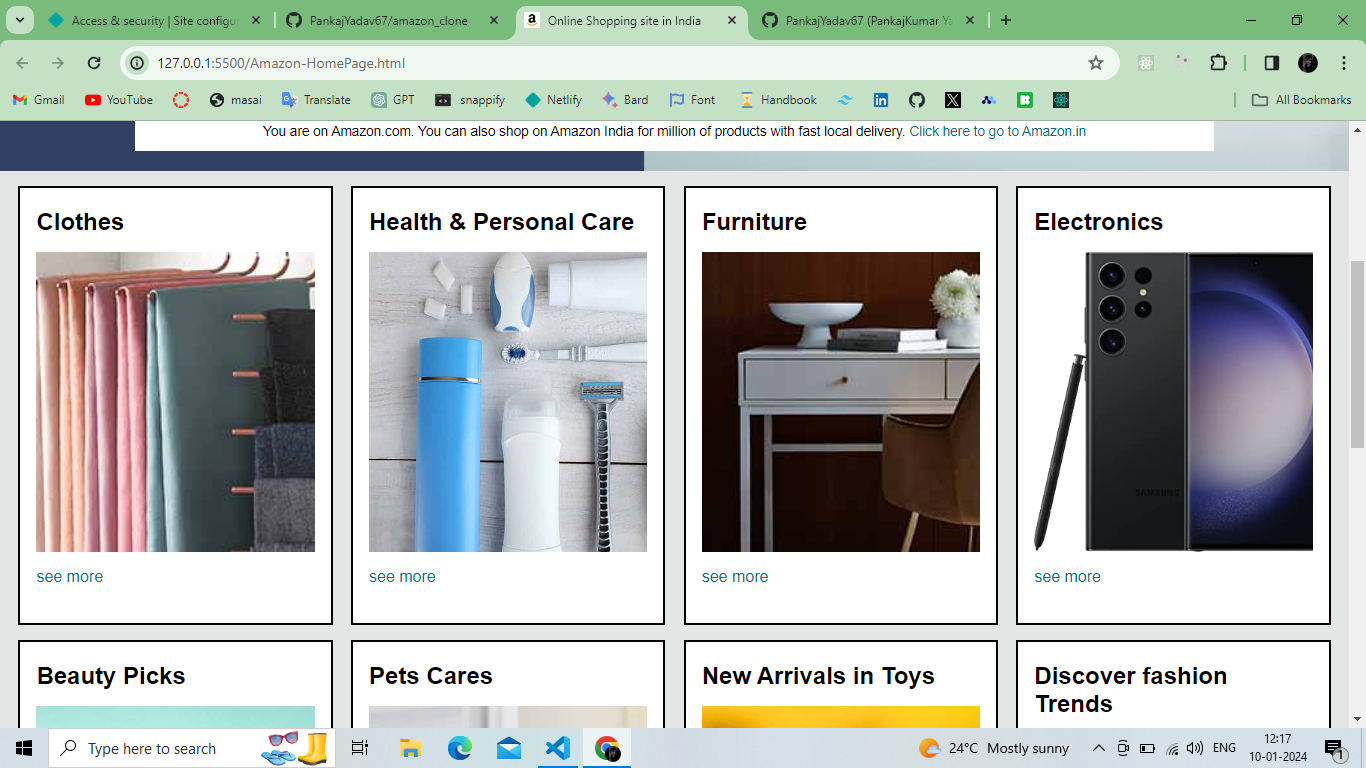 Access & security | Site configur
PankajYadav67/amazon_clone
Online Shopping site in India
PankajYadav67 (PankajKumar Ya
127.0.0.1:5500/Amazon-HomePage.html
Gmail
YouTube
masai
Translate
GPT
snappify
Netlify
Bard
Font
Handbook
All Bookmarks
You are on Amazon.com. You can also shop on Amazon India for million of products with fast local delivery. Click here to go to Amazon.in
Clothes
Health & Personal Care
Furniture
Electronics
SAMSUNG
see more
see more
see more
see more
Beauty Picks
Pets Cares
New Arrivals in Toys
Discover fashion
Trends
Type here to search
24°C Mostly sunny
ENG
12:17
10-01-2024
1